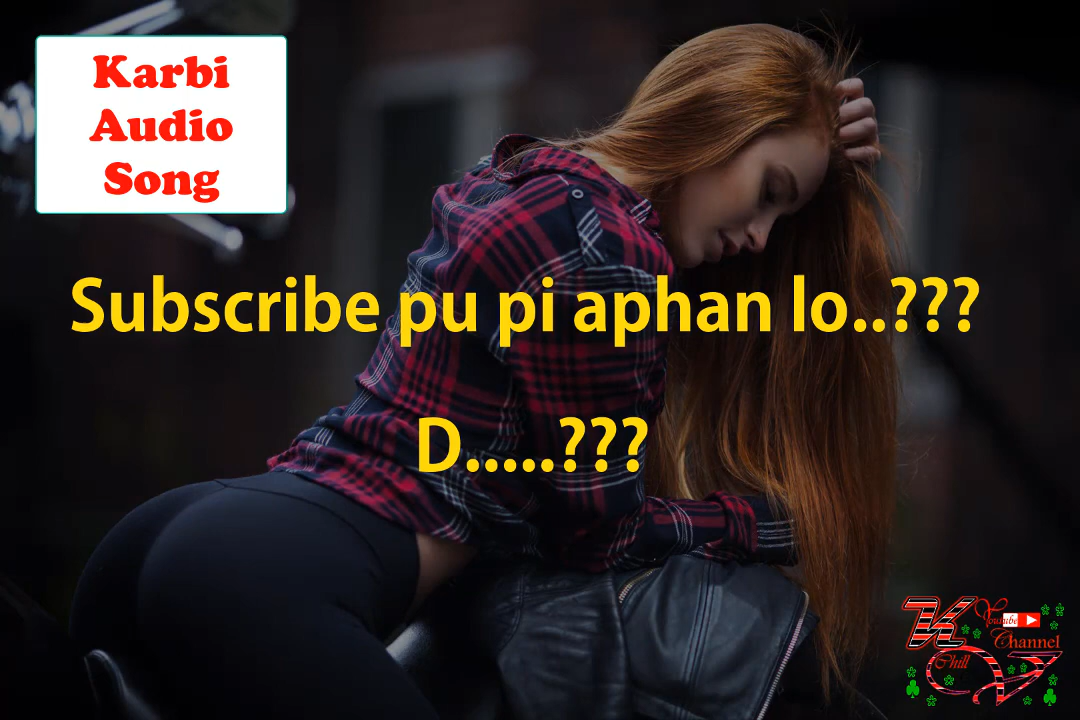 Karbi
Audio
Song
Subscribe pu pi aphan lo..???
D.....???
K Youtube
Channel
Chill